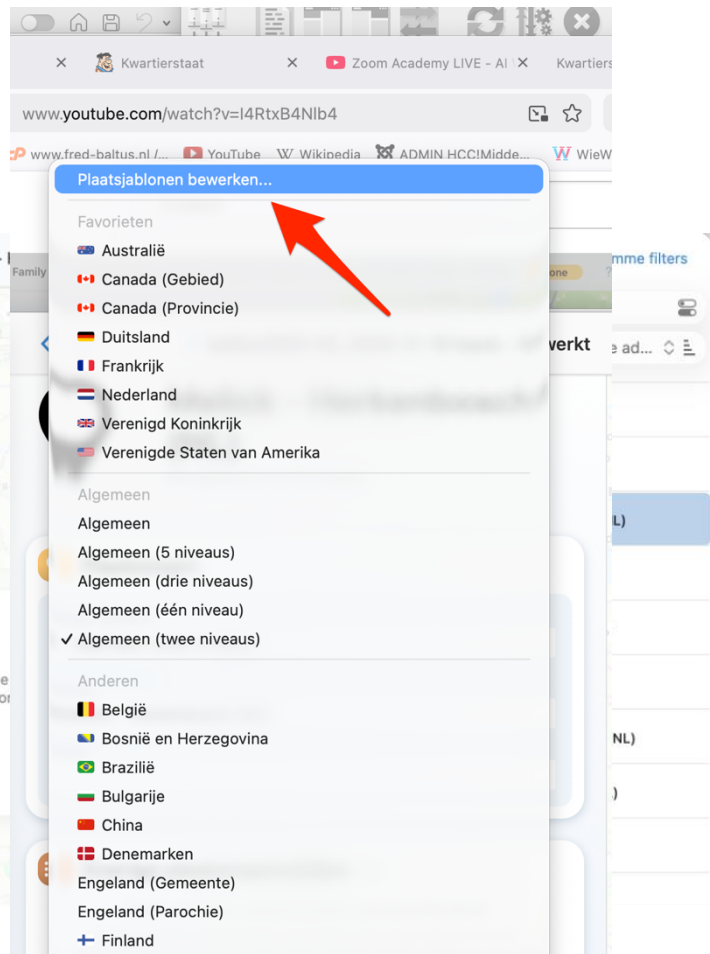 Kwartierstaat
Zoom Academy LIVE - AI
Kwartiers
www.youtube.com/watch?v=I4RtxB4Nlb4
www.fred-baltus.nl /... YouTube Wikipedia ADMIN HCC!Midde... WieW
Plaatsjablonen bewerken...
Favorieten
Australië
mme filters
Family
one
Canada (Gebied)
Canada (Provincie)
Duitsland
werkt
e ad...
Frankrijk
Nederland
Verenigd Koninkrijk
Verenigde Staten van Amerika
Algemeen
Algemeen
L)
Algemeen (5 niveaus)
Algemeen (drie niveaus)
Algemeen (één niveau)
Algemeen (twee niveaus)
Anderen
België
Bosnië en Herzegovina
NL)
Brazilië
Bulgarije
China
Denemarken
Engeland (Gemeente)
Engeland (Parochie)
Finland